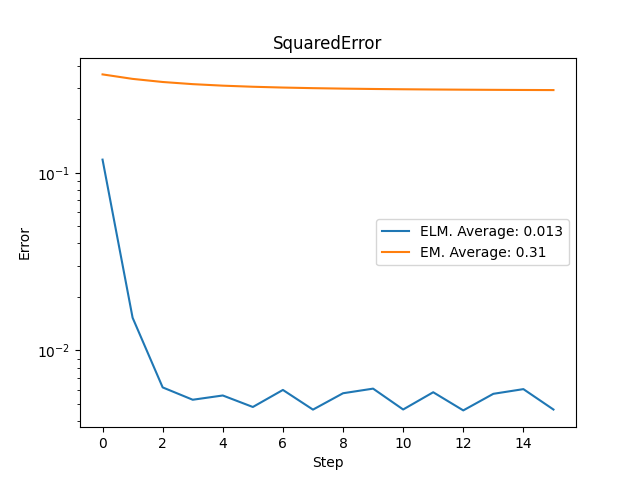 SquaredError
10⁻¹
10⁻²
Error
ELM. Average: 0.013
EM. Average: 0.31
0 2 4 6 8 10 12 14
Step